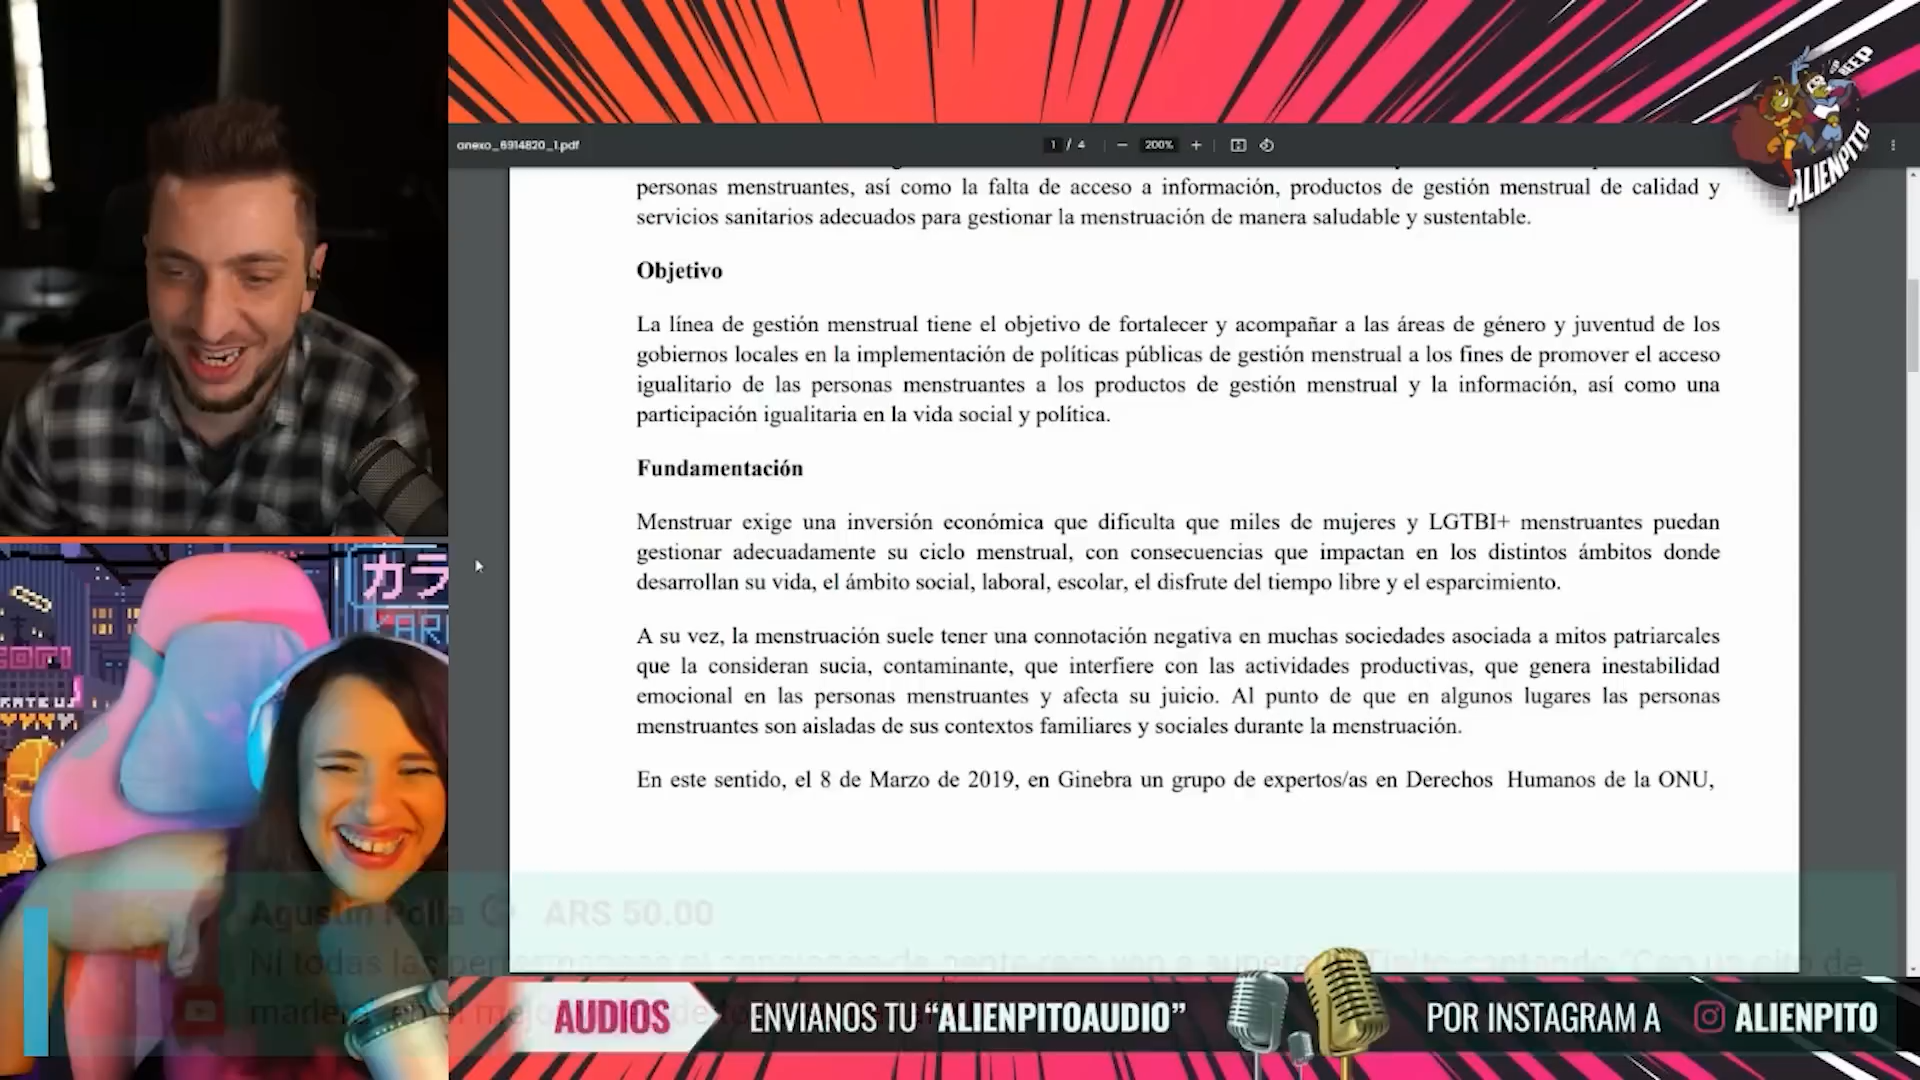 BEEP
ALIENPITO
anexo_6914820_1.pdf
1 / 4
200%
personas menstruantes, así como la falta de acceso a información, productos de gestión menstrual de calidad y
servicios sanitarios adecuados para gestionar la menstruación de manera saludable y sustentable.
Objetivo
La línea de gestión menstrual tiene el objetivo de fortalecer y acompañar a las áreas de género y juventud de los
gobiernos locales en la implementación de políticas públicas de gestión menstrual a los fines de promover el acceso
igualitario de las personas menstruantes a los productos de gestión menstrual y la información, así como una
participación igualitaria en la vida social y política.
Fundamentación
Menstruar exige una inversión económica que dificulta que miles de mujeres y LGTBI+ menstruantes puedan
gestionar adecuadamente su ciclo menstrual, con consecuencias que impactan en los distintos ámbitos donde
desarrollan su vida, el ámbito social, laboral, escolar, el disfrute del tiempo libre y el esparcimiento.
A su vez, la menstruación suele tener una connotación negativa en muchas sociedades asociada a mitos patriarcales
que la consideran sucia, contaminante, que interfiere con las actividades productivas, que genera inestabilidad
emocional en las personas menstruantes y afecta su juicio. Al punto de que en algunos lugares las personas
menstruantes son aisladas de sus contextos familiares y sociales durante la menstruación.
En este sentido, el 8 de Marzo de 2019, en Ginebra un grupo de expertos/as en Derechos Humanos de la ONU,
カラ
Agustin Polla ARS 50.00
Ni todas las
de
madera
AUDIOS
ENVIANOS TU “ALIENPITOAUDIO”
POR INSTAGRAM A
ALIENPITO